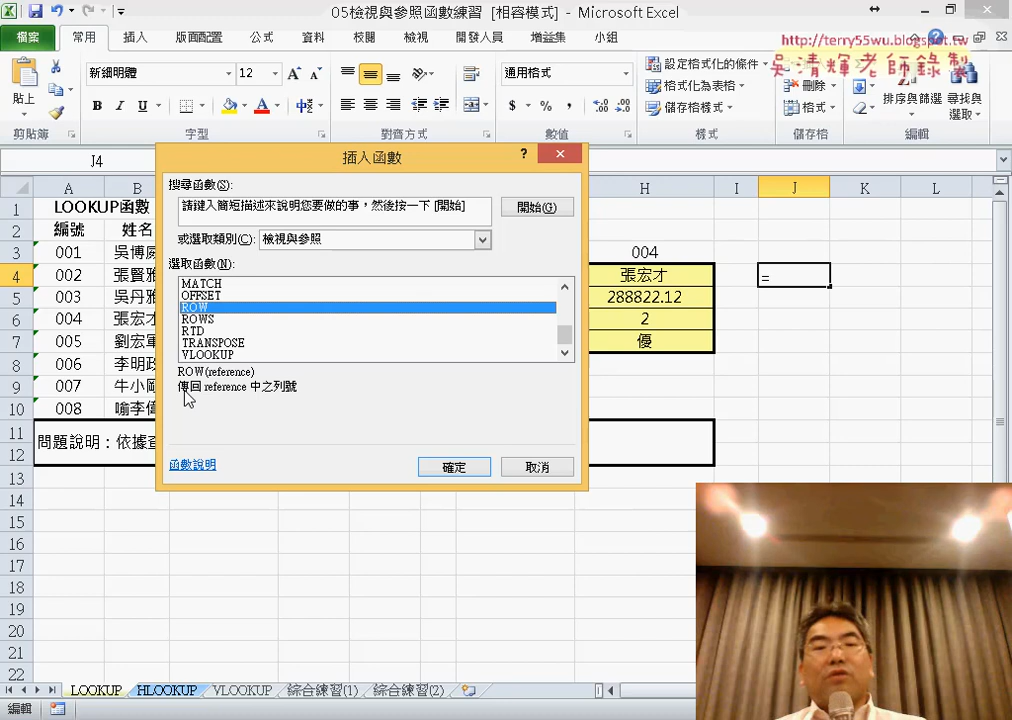 05檢視與參照函數練習 [相容模式] - Microsoft Excel
檔案 常用 插入 版面配置 公式 資料 校閱 檢視 開發人員 增益集 小組
http://terry55wu.blogspot.tw
吳清輝老師錄製
貼上 新細明體 12 通用格式 設定格式化的條件 格式化為表格 儲存格樣式 刪除 格式 排序與篩選 尋找與選取
B I U $ % ,
剪貼簿 字型 對齊方式 數值 樣式 儲存格 編輯
J4
A B H I J K L
1 LOOKUP函數
2 編號 姓名
3 001 吳博 004
4 002 張賢 張宏才 =
5 003 吳丹 288822.12
6 004 張宏 2
7 005 劉宏 優
8 006 李明
9 007 牛小
10 008 喻李
11 問題說明：依據
12
13
14
15
16
17
18
19
20
21
22
插入函數
搜尋函數(S):
請鍵入簡短描述來說明您要做的事，然後按一下 [開始]
開始(G)
或選取類別(C): 檢視與參照
選取函數(N):
MATCH
OFFSET
ROW
ROWS
RTD
TRANSPOSE
VLOOKUP
ROW(reference)
傳回 reference 中之列號
函數說明 確定 取消
LOOKUP HLOOKUP VLOOKUP 綜合練習(1) 綜合練習(2)
編輯